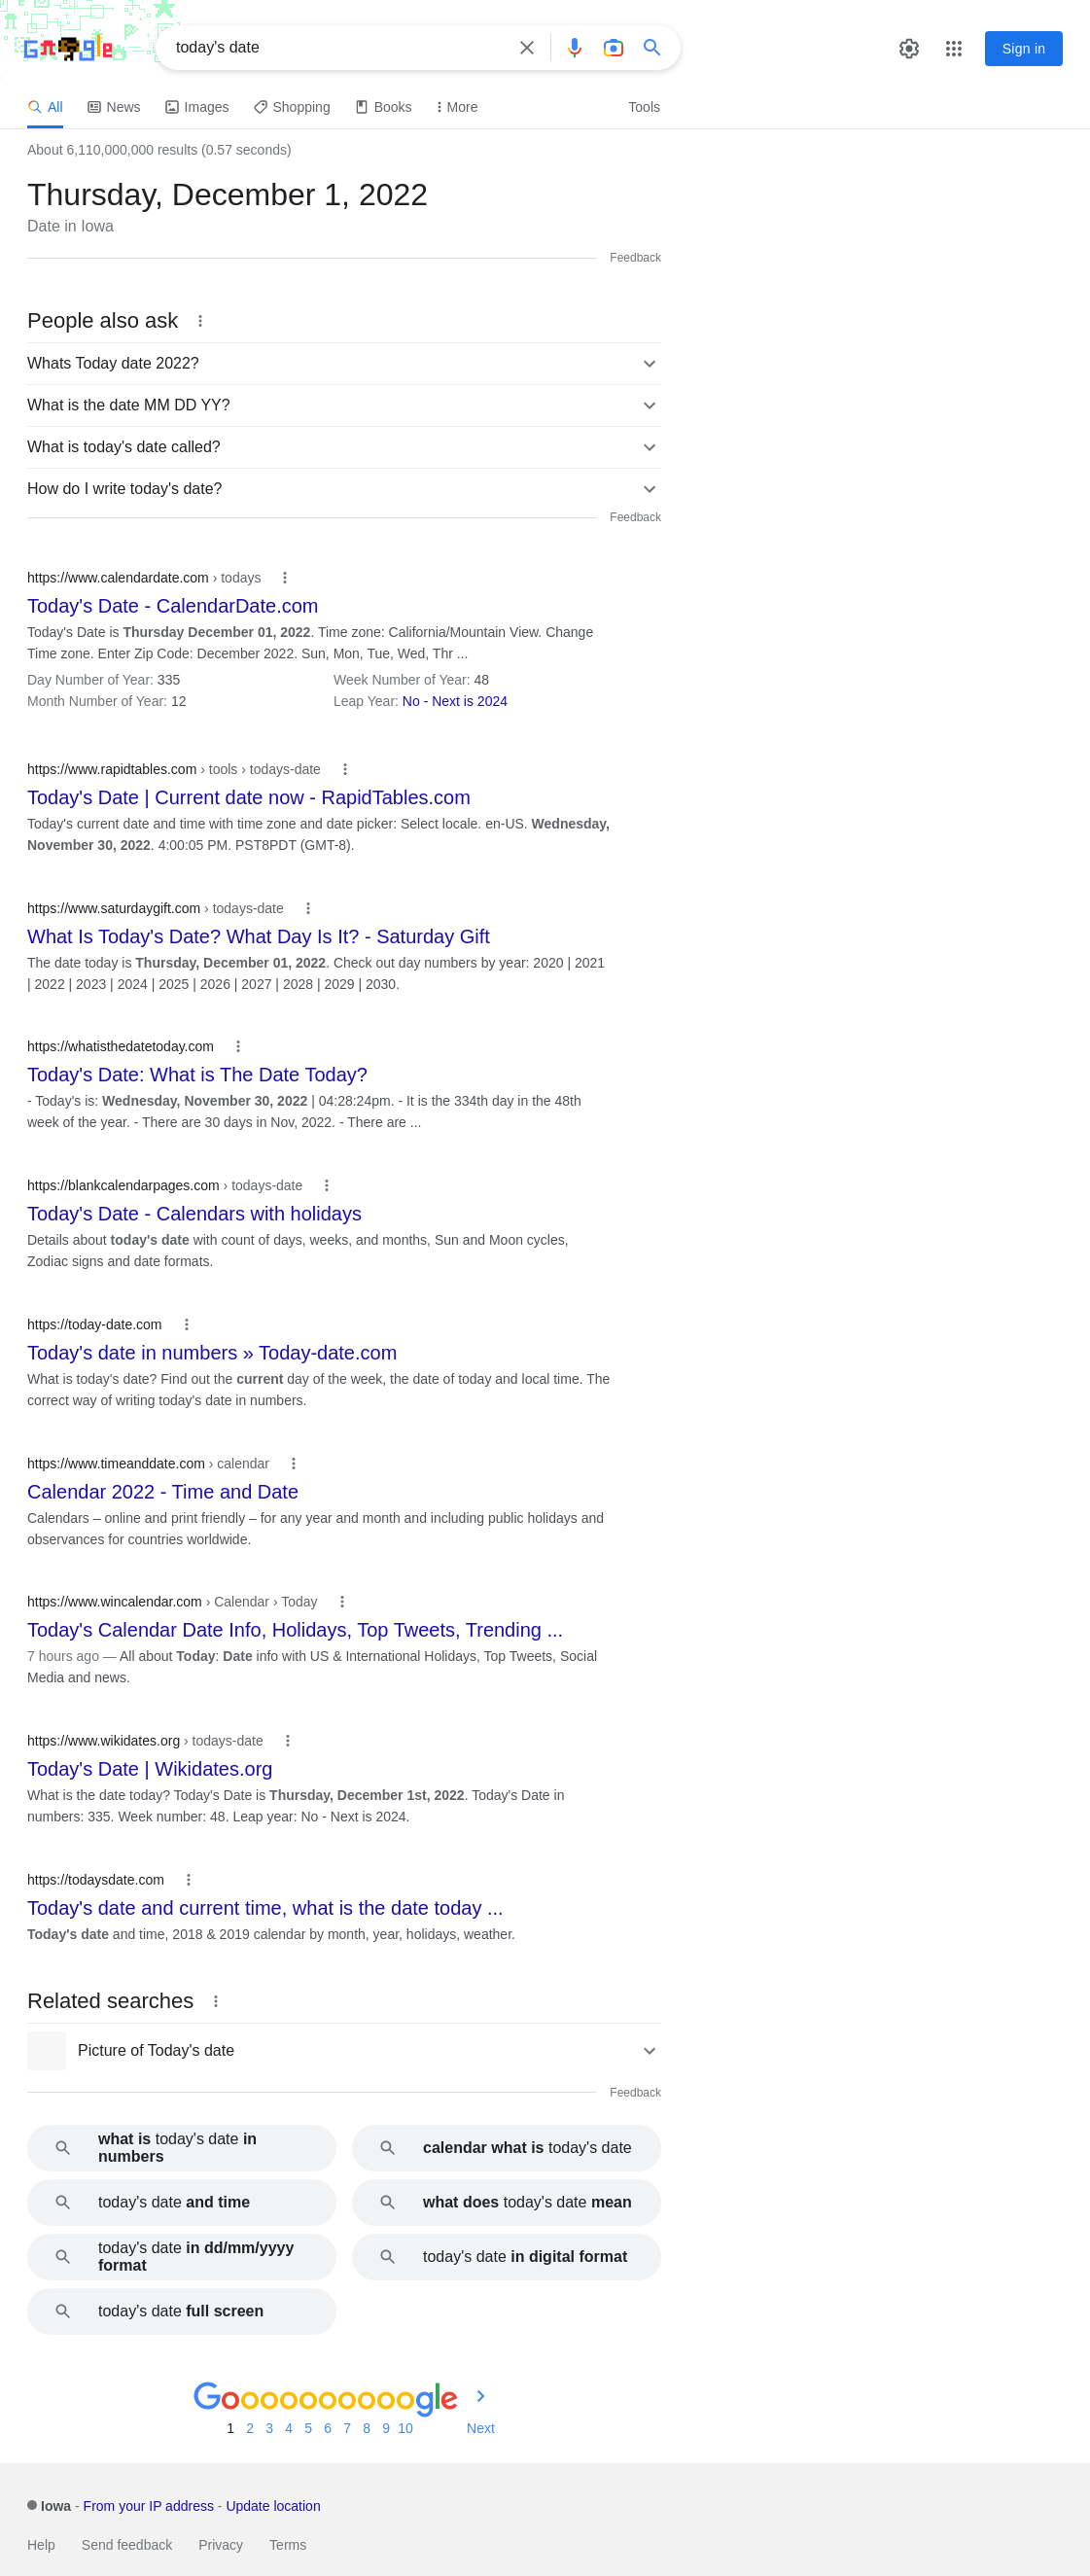 Google
today's date
Sign in
All
News
Images
Shopping
Books
More
Tools
About 6,110,000,000 results (0.57 seconds)
Thursday, December 1, 2022
Date in Iowa
Feedback
People also ask
Whats Today date 2022?
What is the date MM DD YY?
What is today's date called?
How do I write today's date?
Feedback
https://www.calendardate.com › todays
Today's Date - CalendarDate.com
Today's Date is Thursday December 01, 2022. Time zone: California/Mountain View. Change
Time zone. Enter Zip Code: December 2022. Sun, Mon, Tue, Wed, Thr ...
Day Number of Year: 335
Week Number of Year: 48
Month Number of Year: 12
Leap Year: No - Next is 2024
https://www.rapidtables.com › tools › todays-date
Today's Date | Current date now - RapidTables.com
Today's current date and time with time zone and date picker: Select locale. en-US. Wednesday,
November 30, 2022. 4:00:05 PM. PST8PDT (GMT-8).
https://www.saturdaygift.com › todays-date
What Is Today's Date? What Day Is It? - Saturday Gift
The date today is Thursday, December 01, 2022. Check out day numbers by year: 2020 | 2021
| 2022 | 2023 | 2024 | 2025 | 2026 | 2027 | 2028 | 2029 | 2030.
https://whatisthedatetoday.com
Today's Date: What is The Date Today?
- Today's is: Wednesday, November 30, 2022 | 04:28:24pm. - It is the 334th day in the 48th
week of the year. - There are 30 days in Nov, 2022. - There are ...
https://blankcalendarpages.com › todays-date
Today's Date - Calendars with holidays
Details about today's date with count of days, weeks, and months, Sun and Moon cycles,
Zodiac signs and date formats.
https://today-date.com
Today's date in numbers » Today-date.com
What is today's date? Find out the current day of the week, the date of today and local time. The
correct way of writing today's date in numbers.
https://www.timeanddate.com › calendar
Calendar 2022 - Time and Date
Calendars – online and print friendly – for any year and month and including public holidays and
observances for countries worldwide.
https://www.wincalendar.com › Calendar › Today
Today's Calendar Date Info, Holidays, Top Tweets, Trending ...
7 hours ago — All about Today: Date info with US & International Holidays, Top Tweets, Social
Media and news.
https://www.wikidates.org › todays-date
Today's Date | Wikidates.org
What is the date today? Today's Date is Thursday, December 1st, 2022. Today's Date in
numbers: 335. Week number: 48. Leap year: No - Next is 2024.
https://todaysdate.com
Today's date and current time, what is the date today ...
Today's date and time, 2018 & 2019 calendar by month, year, holidays, weather.
Related searches
Picture of Today's date
Feedback
what is today's date in
numbers
calendar what is today's date
today's date and time
what does today's date mean
today's date in dd/mm/yyyy
format
today's date in digital format
today's date full screen
Goooooooooogle
1 2 3 4 5 6 7 8 9 10 Next
Iowa - From your IP address - Update location
Help Send feedback Privacy Terms